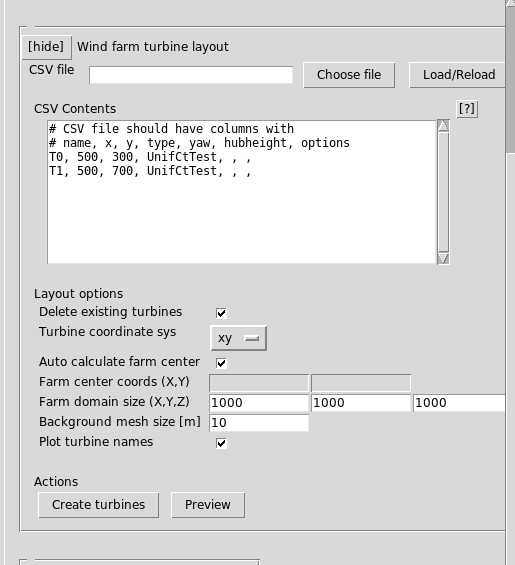 [hide] Wind farm turbine layout
CSV file Choose file Load/Reload
CSV Contents [?]
# CSV file should have columns with
# name, x, y, type, yaw, hubheight, options
T0, 500, 300, UnifCtTest, , ,
T1, 500, 700, UnifCtTest, , ,
Layout options
Delete existing turbines
Turbine coordinate sys xy
Auto calculate farm center
Farm center coords (X,Y)
Farm domain size (X,Y,Z) 1000 1000 1000
Background mesh size [m] 10
Plot turbine names
Actions
Create turbines Preview